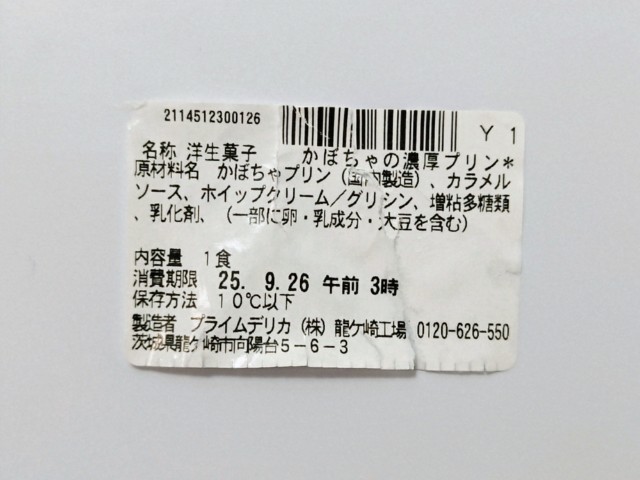 2114512300126
Y 1
名称 洋生菓子 かぼちゃの濃厚プリン*
原材料名 かぼちゃプリン(国内製造)、カラメル
ソース、ホイップクリーム/グリシン、増粘多糖類
、乳化剤、(一部に卵・乳成分・大豆を含む)
内容量 1食
消費期限 25. 9.26 午前 3時
保存方法 10℃以下
製造者 プライムデリカ(株) 龍ケ崎工場 0120-626-550
茨城県龍ケ崎市向陽台5-6-3